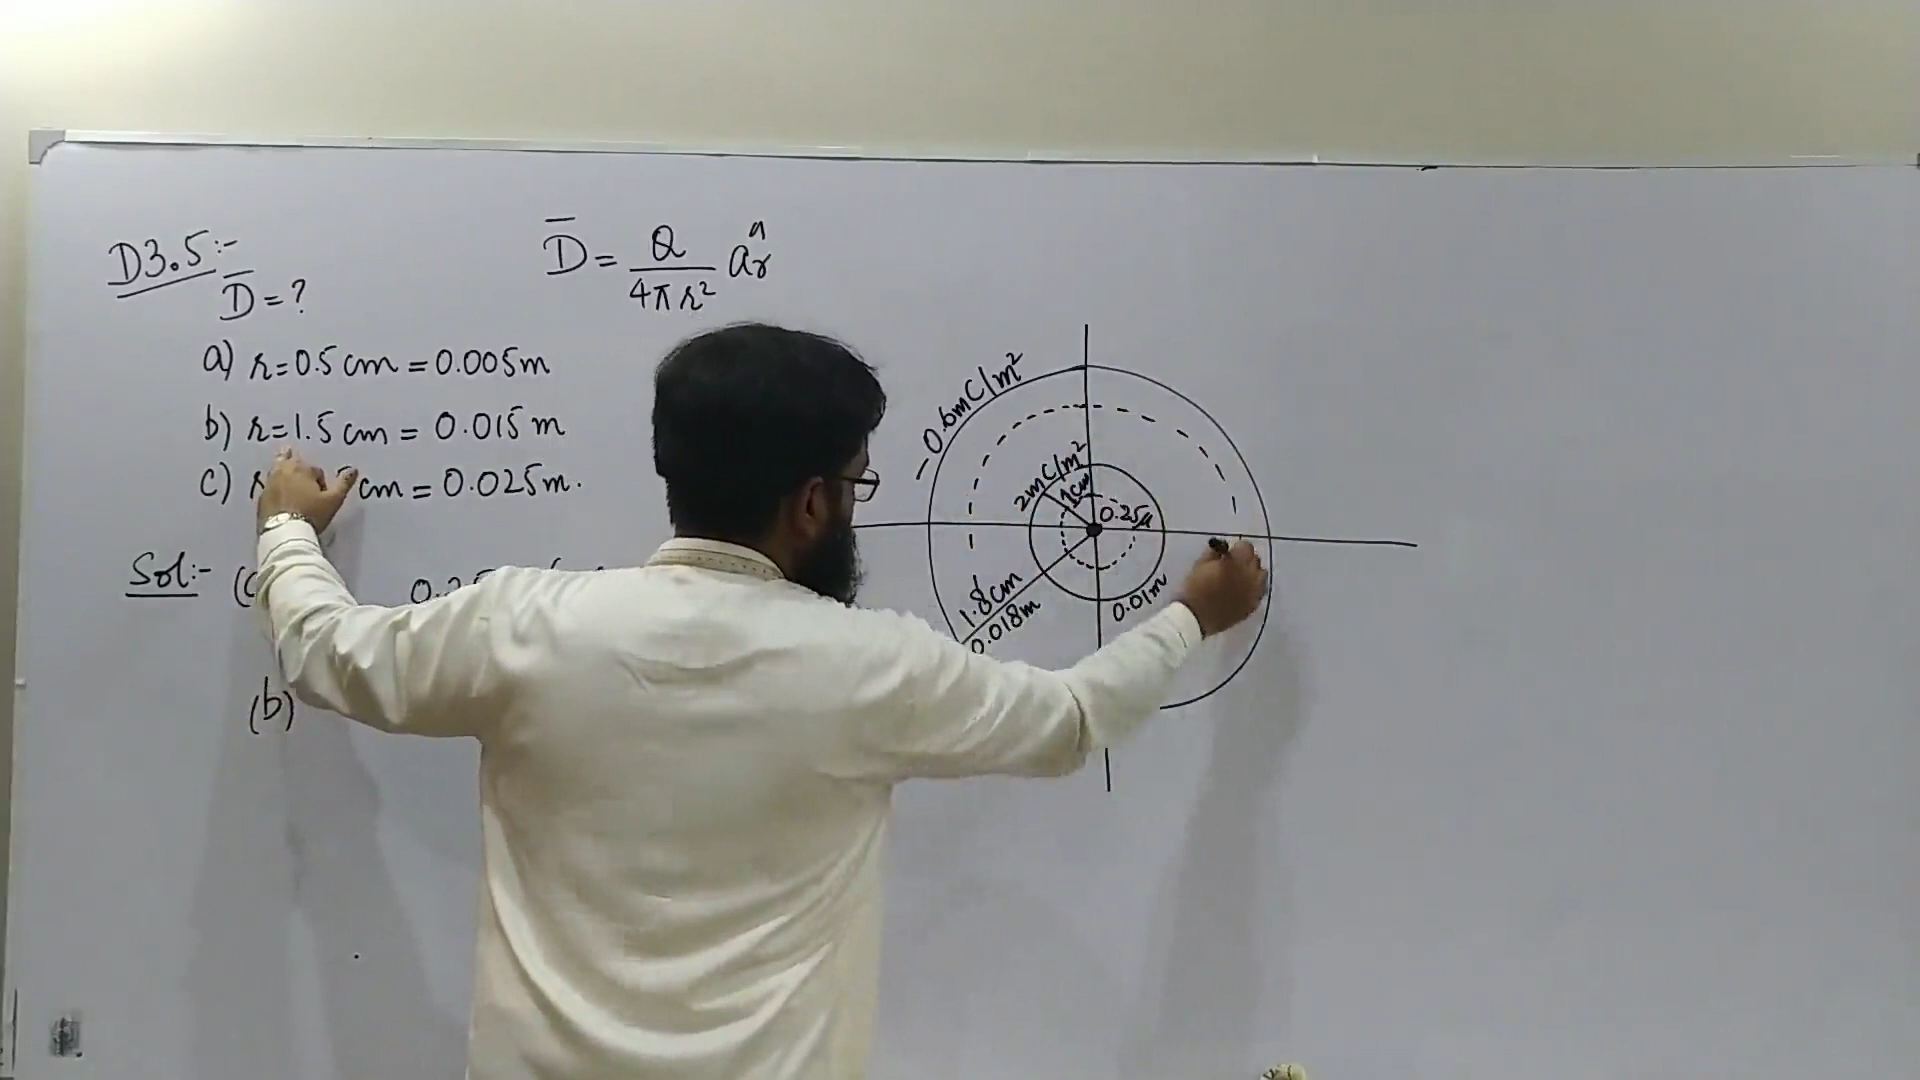 D3.5:-
D̅ = ?
D̅ = Q / 4πr² âr
a) r = 0.5 cm = 0.005m
b) r = 1.5 cm = 0.015 m
c) cm = 0.025m.
Sol:-
(b)
-0.6mC/m²
2mC/m²
1cm
0.25μ
1.8cm
0.018m
0.01m